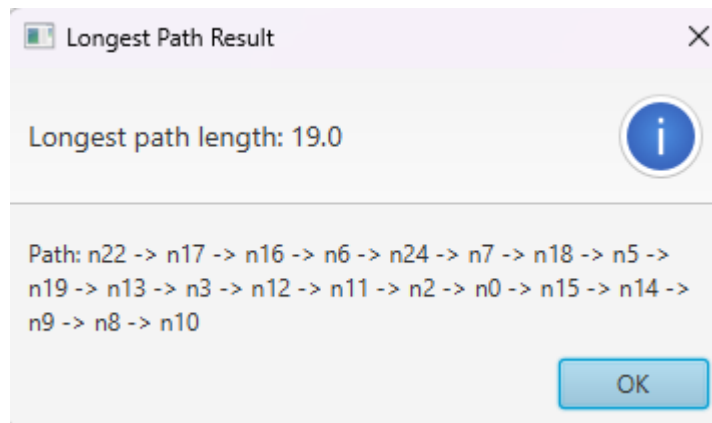 Longest Path Result
Longest path length: 19.0
i
Path: n22 -> n17 -> n16 -> n6 -> n24 -> n7 -> n18 -> n5 ->
n19 -> n13 -> n3 -> n12 -> n11 -> n2 -> n0 -> n15 -> n14 ->
n9 -> n8 -> n10
OK